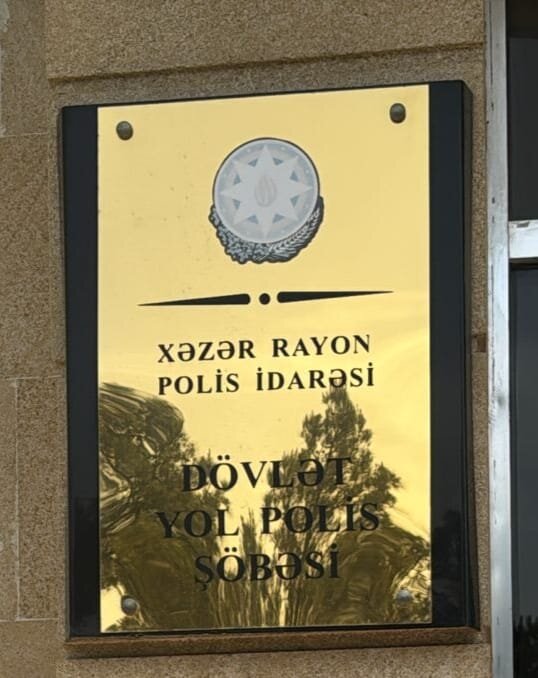 XƏZƏR RAYON
POLİS İDARƏSİ
DÖVLƏT
YOL POLİS
ŞÖBƏSİ